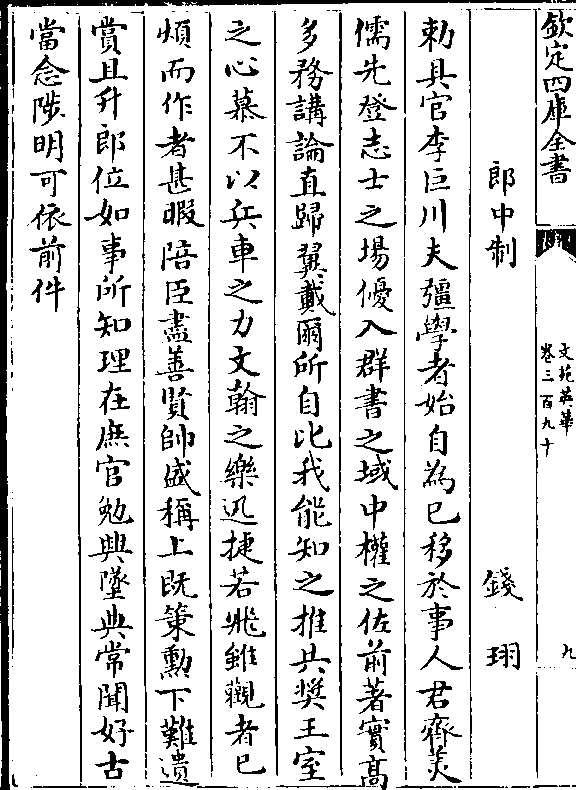 欽定四庫全書
文苑英華
卷三百九十
九
郎中制
錢珝
勅具官李巨川夫彊學者始自為已移於事人君齊美
儒先登志士之場優入群書之域中權之佐前著實高
多務講論直歸翼戴爾所自比我能知之推共奬王室
之心慕不以兵車之力文翰之樂迅捷若飛雖觀者已
煩而作者甚暇陪臣盡善賢帥盛稱上既䇿勲下難遺
賞且升郎位如事所知理在庶官勉興墜典常聞好古
當念陟明可依前件